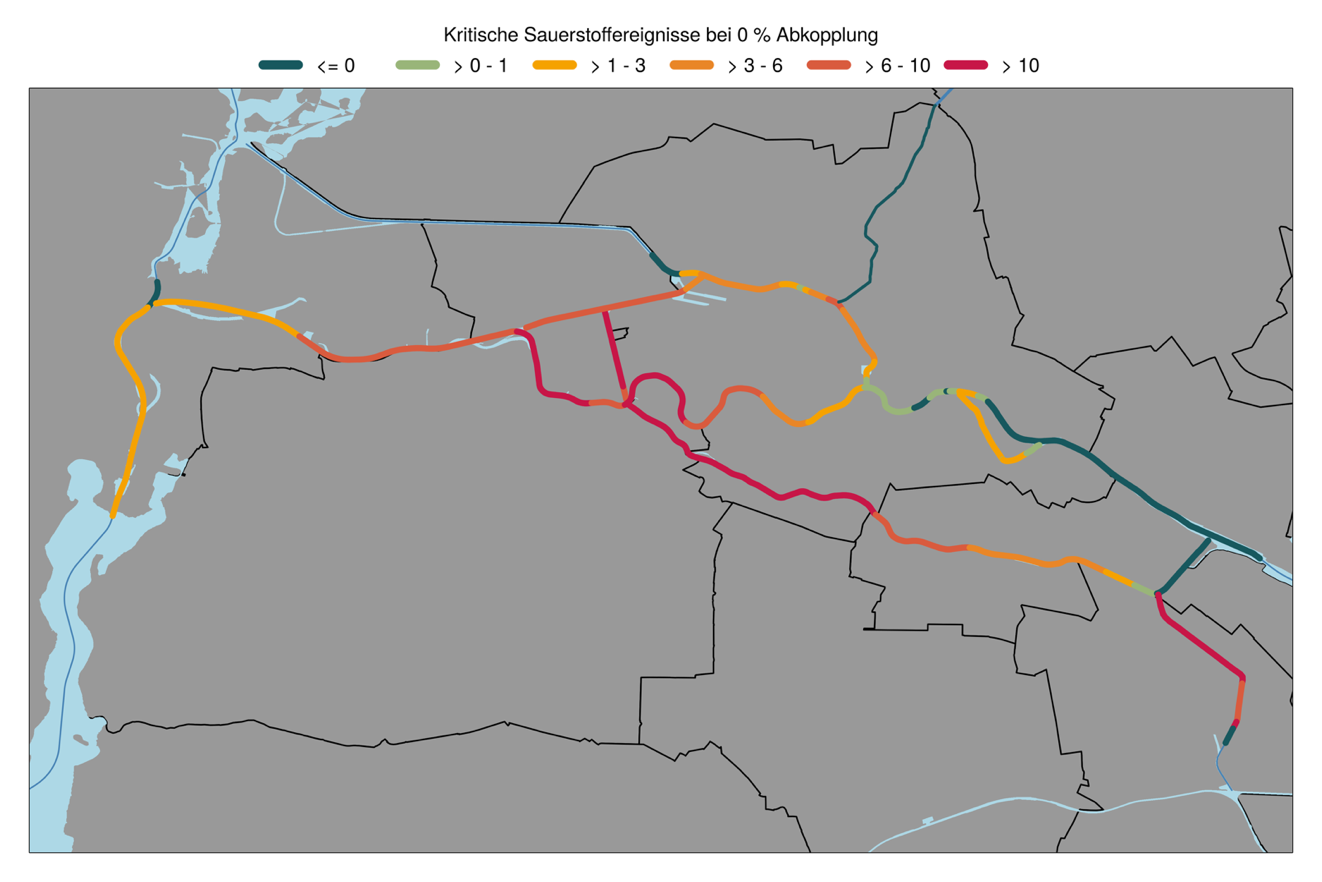 Kritische Sauerstoffereignisse bei 0 % Abkopplung
<= 0 > 0 - 1 > 1 - 3 > 3 - 6 > 6 - 10 > 10